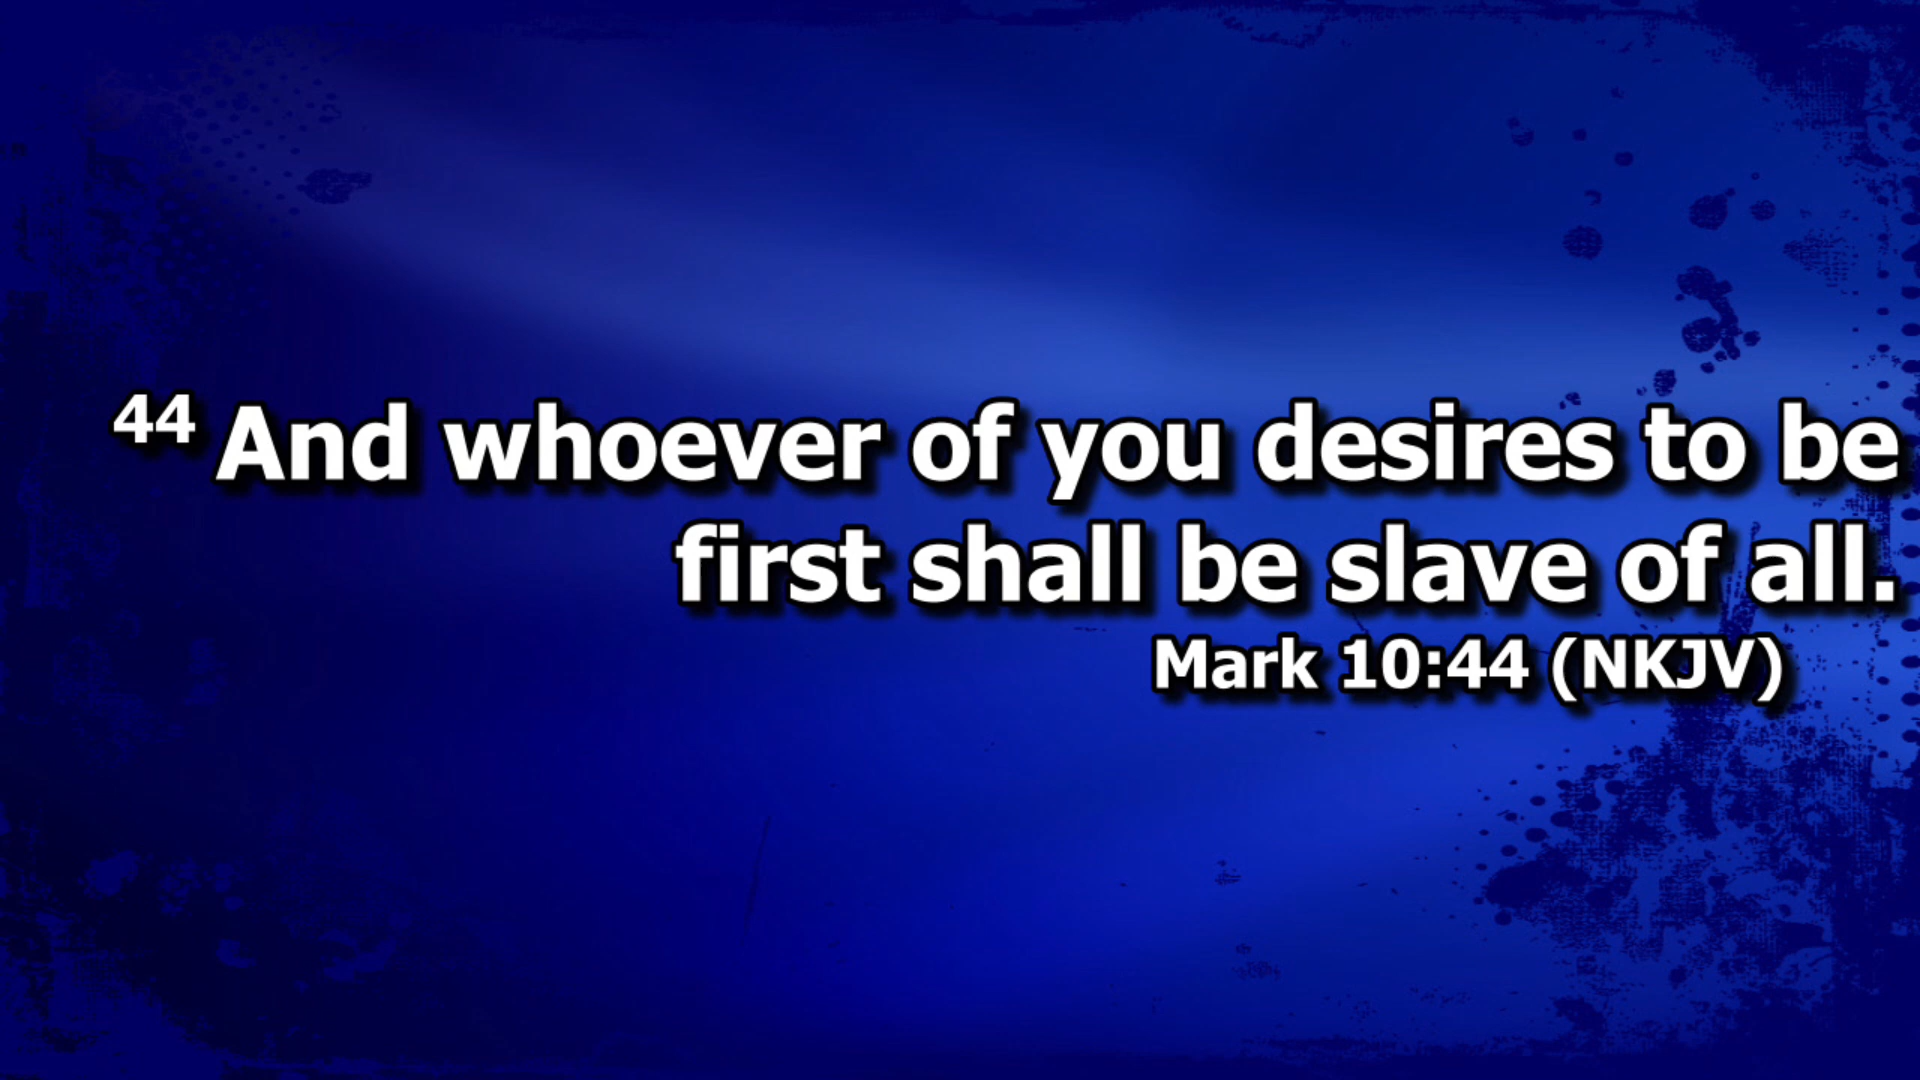 44 And whoever of you desires to be
first shall be slave of all.
Mark 10:44 (NKJV)